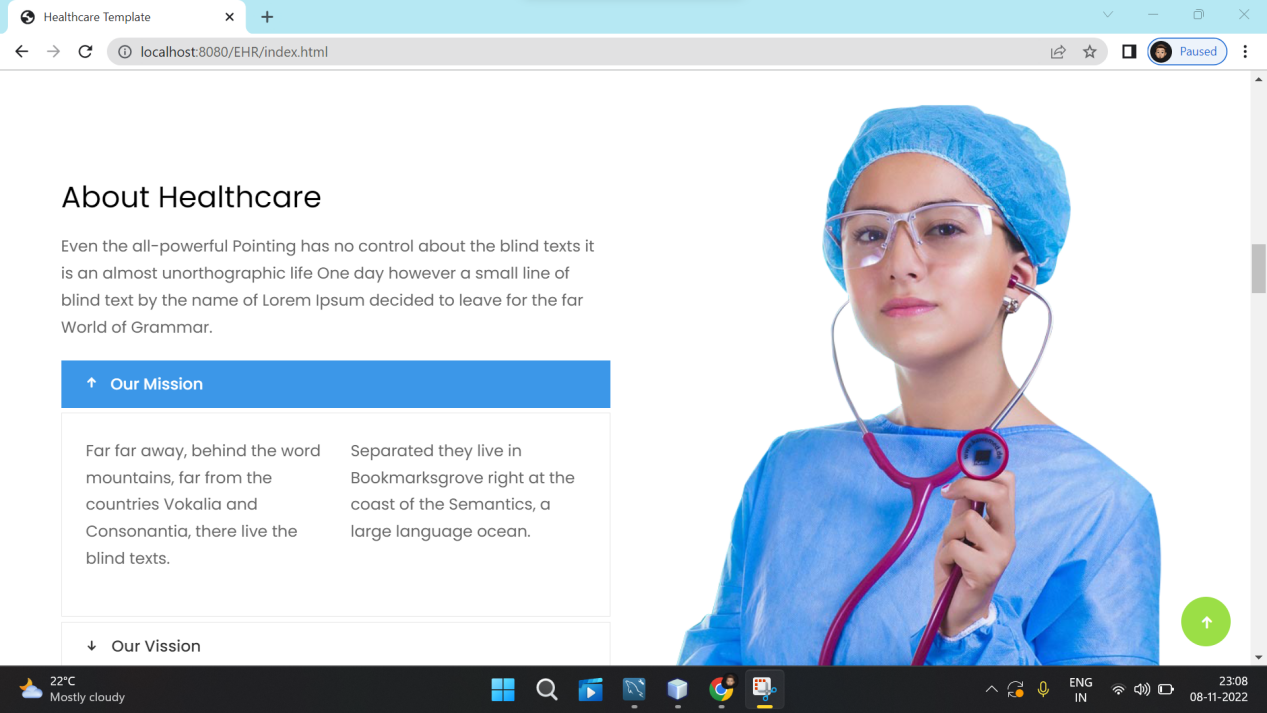 Healthcare Template
localhost:8080/EHR/index.html
Paused
About Healthcare
Even the all-powerful Pointing has no control about the blind texts it
is an almost unorthographic life One day however a small line of
blind text by the name of Lorem Ipsum decided to leave for the far
World of Grammar.
Our Mission
Far far away, behind the word
mountains, far from the
countries Vokalia and
Consonantia, there live the
blind texts.
Separated they live in
Bookmarksgrove right at the
coast of the Semantics, a
large language ocean.
Our Vission
22°C
Mostly cloudy
ENG
IN
23:08
08-11-2022